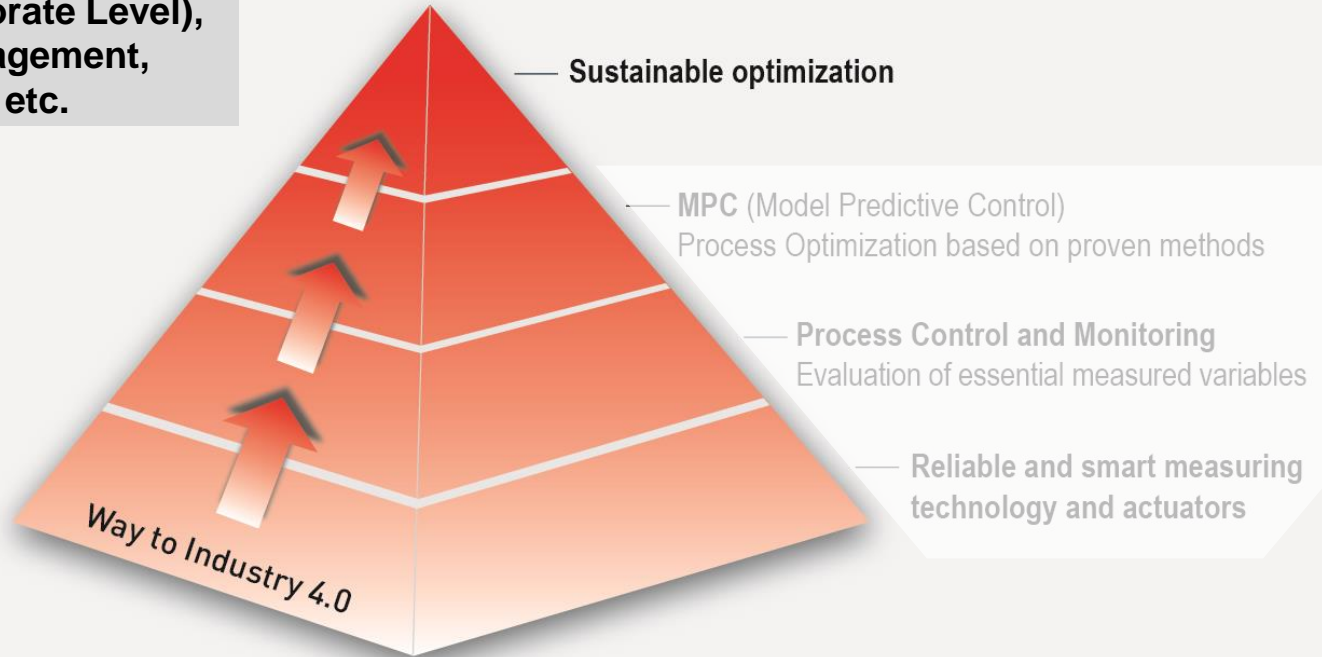 orate Level),
agement,
etc.
Sustainable optimization
MPC (Model Predictive Control)
Process Optimization based on proven methods
Process Control and Monitoring
Evaluation of essential measured variables
Reliable and smart measuring
technology and actuators
Way to Industry 4.0